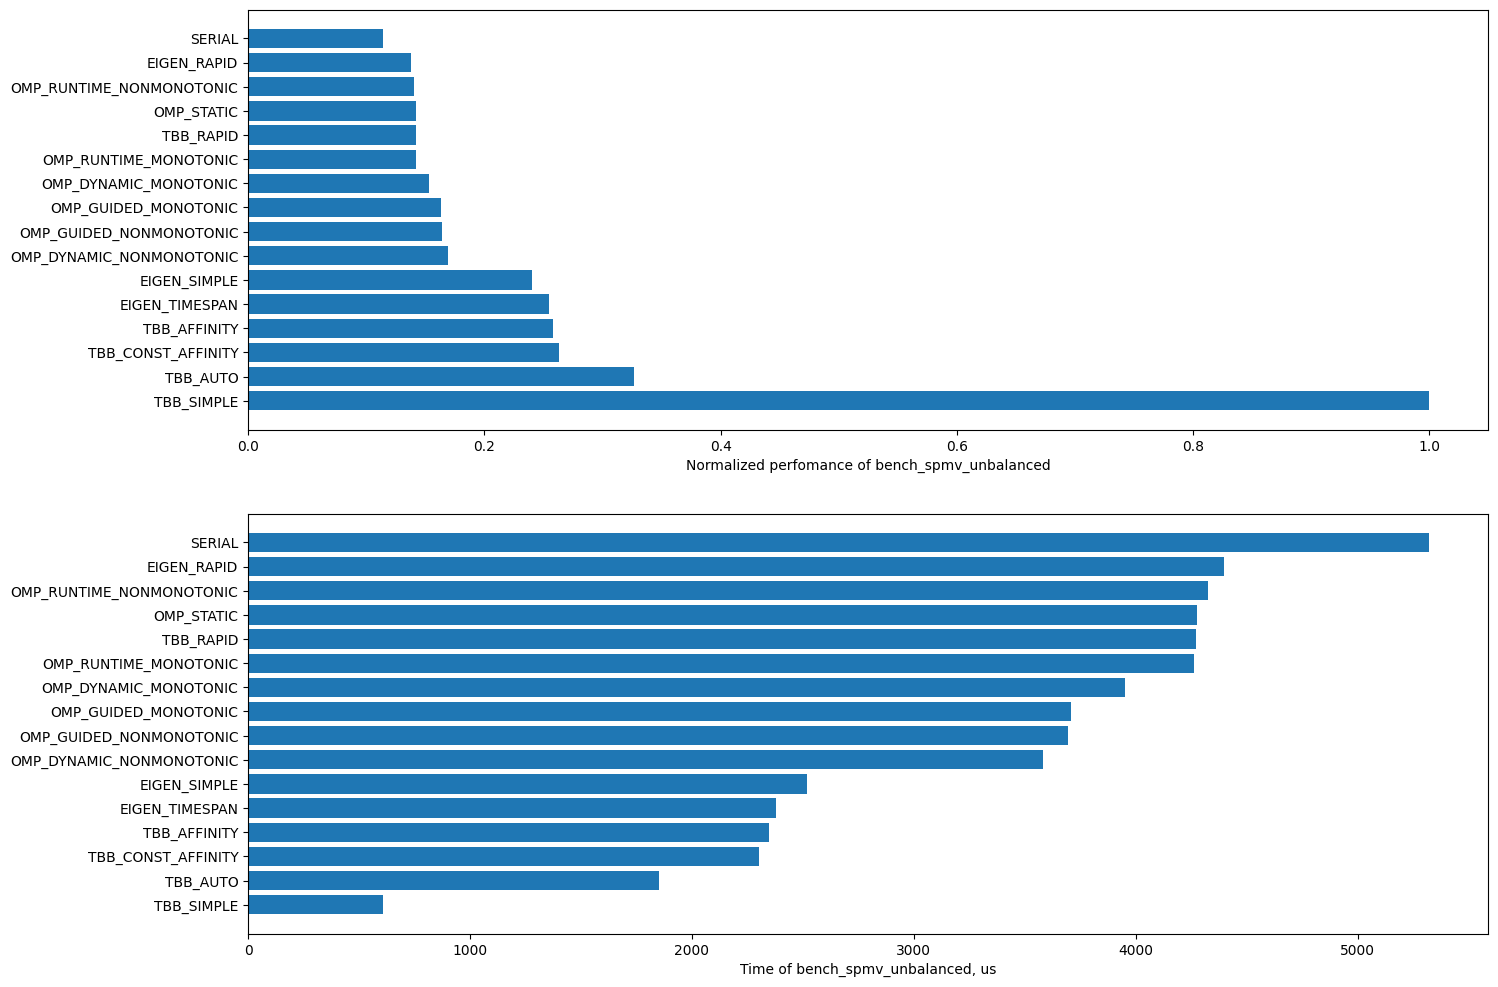 SERIAL
EIGEN_RAPID
OMP_RUNTIME_NONMONOTONIC
OMP_STATIC
TBB_RAPID
OMP_RUNTIME_MONOTONIC
OMP_DYNAMIC_MONOTONIC
OMP_GUIDED_MONOTONIC
OMP_GUIDED_NONMONOTONIC
OMP_DYNAMIC_NONMONOTONIC
EIGEN_SIMPLE
EIGEN_TIMESPAN
TBB_AFFINITY
TBB_CONST_AFFINITY
TBB_AUTO
TBB_SIMPLE
0.0 0.2 0.4 0.6 0.8 1.0
Normalized perfomance of bench_spmv_unbalanced
SERIAL
EIGEN_RAPID
OMP_RUNTIME_NONMONOTONIC
OMP_STATIC
TBB_RAPID
OMP_RUNTIME_MONOTONIC
OMP_DYNAMIC_MONOTONIC
OMP_GUIDED_MONOTONIC
OMP_GUIDED_NONMONOTONIC
OMP_DYNAMIC_NONMONOTONIC
EIGEN_SIMPLE
EIGEN_TIMESPAN
TBB_AFFINITY
TBB_CONST_AFFINITY
TBB_AUTO
TBB_SIMPLE
0 1000 2000 3000 4000 5000
Time of bench_spmv_unbalanced, us